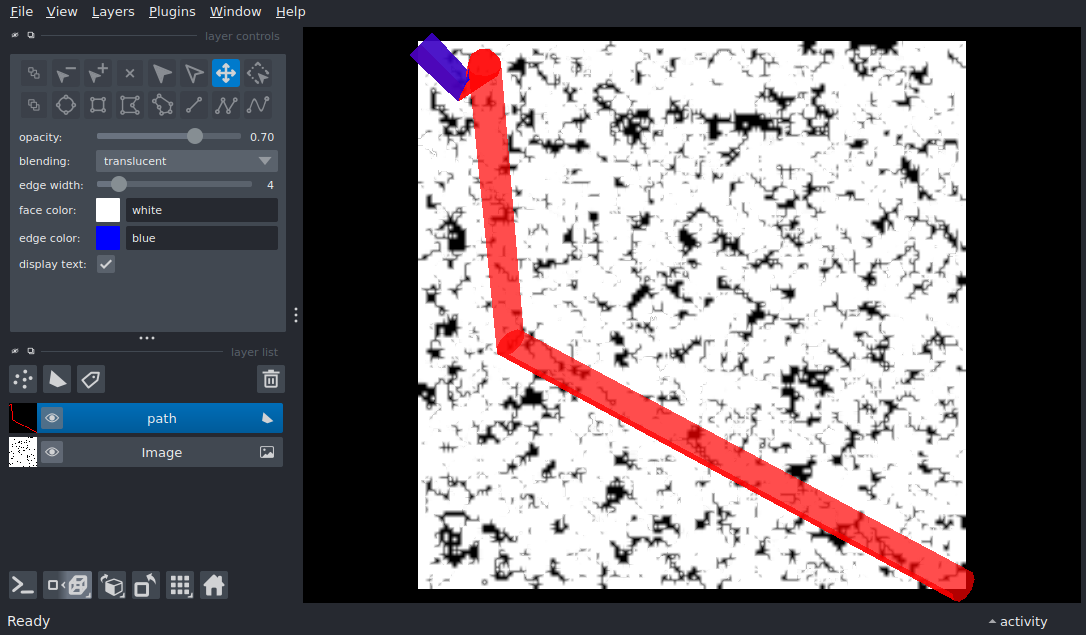 File View Layers Plugins Window Help
layer controls
opacity: 0.70
blending: translucent
edge width: 4
face color: white
edge color: blue
display text:
layer list
path
Image
Ready activity